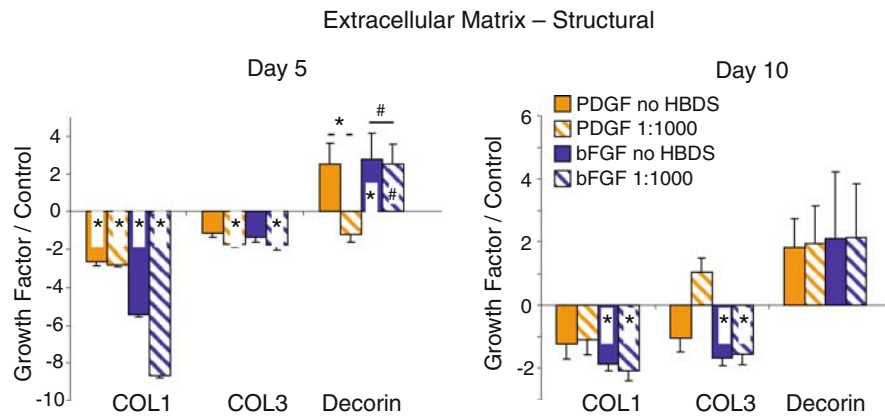 Extracellular Matrix – Structural
Day 5
Growth Factor / Control
4
2
0
-2
-4
-6
-8
-10
* * * *
* *
*
#
* #
COL1 COL3 Decorin
Day 10
PDGF no HBDS
PDGF 1:1000
bFGF no HBDS
bFGF 1:1000
Growth Factor / Control
6
4
2
0
-2
* *
* *
COL1 COL3 Decorin